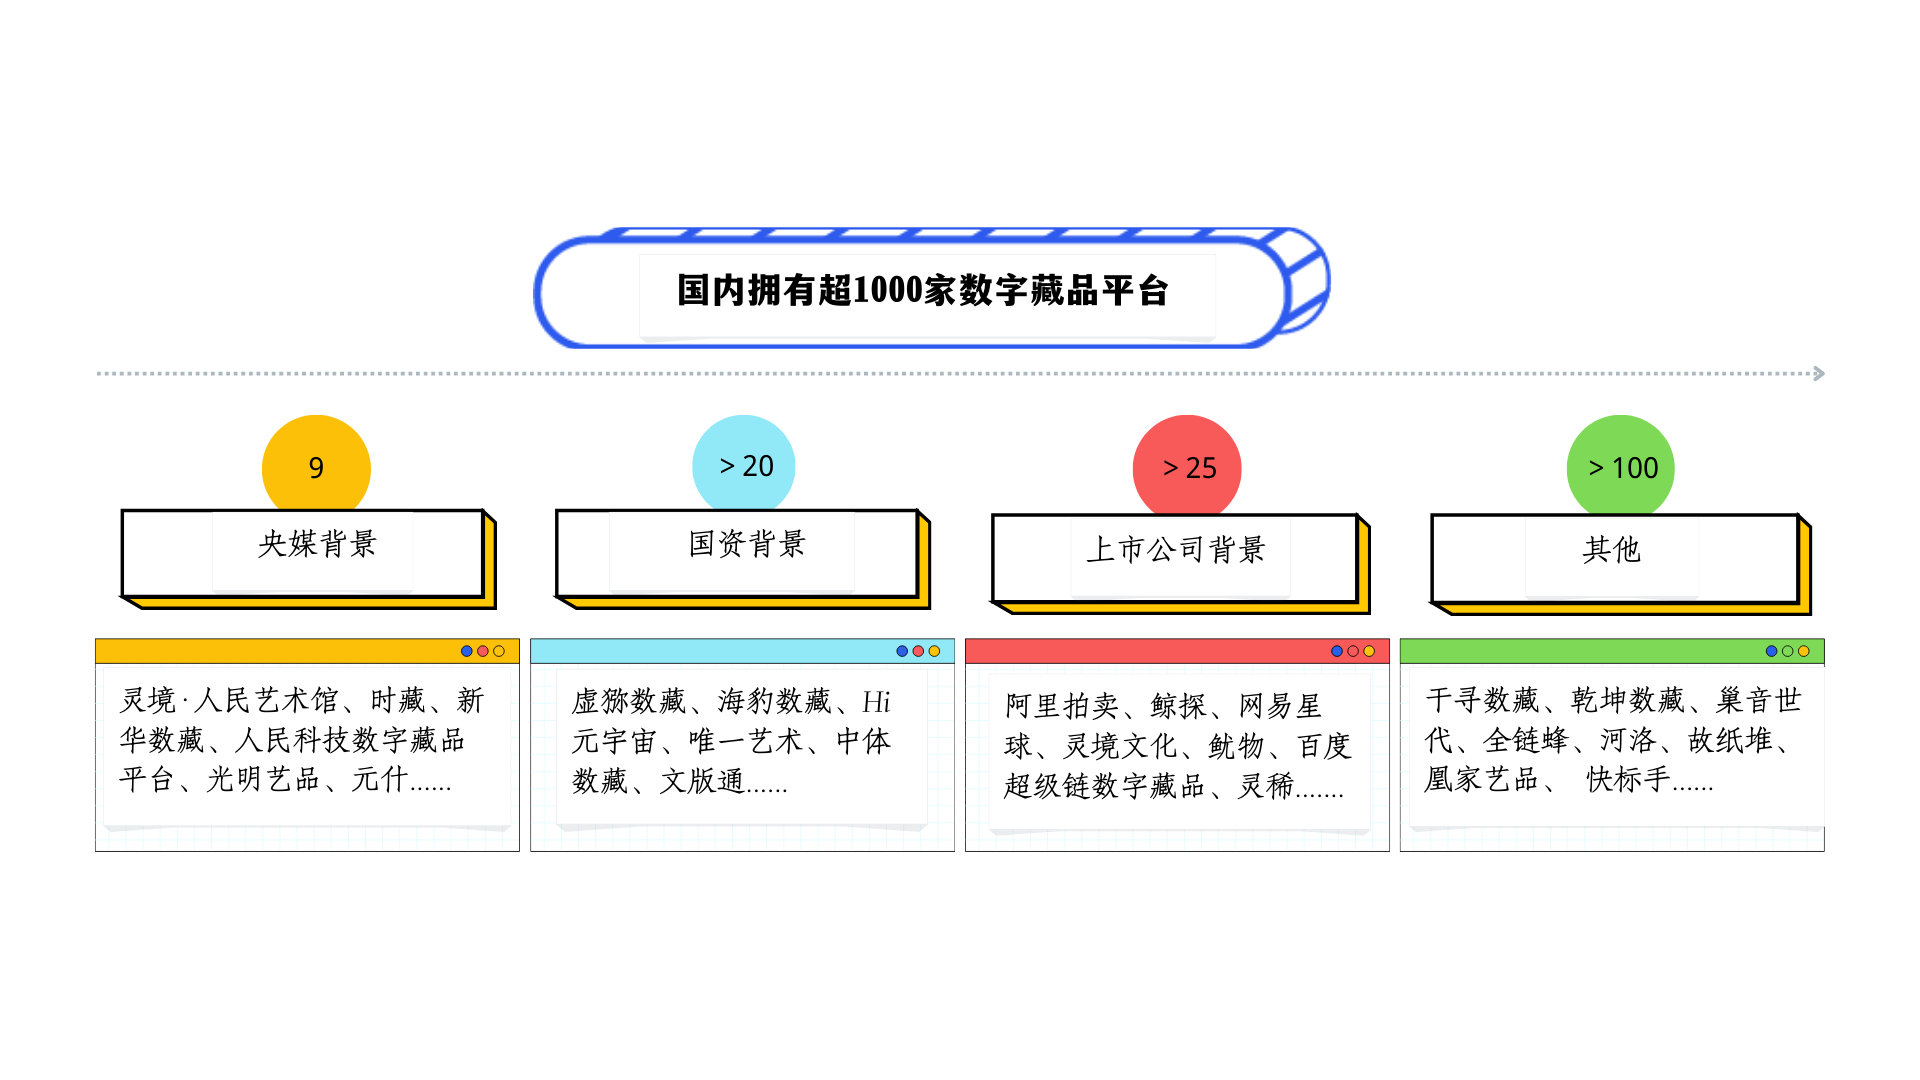 国内拥有超1000家数字藏品平台
9
> 20
> 25
> 100
央媒背景
国资背景
上市公司背景
其他
灵境·人民艺术馆、时藏、新
华数藏、人民科技数字藏品
平台、光明艺品、元什......
虚猕数藏、海豹数藏、Hi
元宇宙、唯一艺术、中体
数藏、文版通......
阿里拍卖、鲸探、网易星
球、灵境文化、鱿物、百度
超级链数字藏品、灵稀.......
干寻数藏、乾坤数藏、巢音世
代、全链蜂、河洛、故纸堆、
凰家艺品、 快标手......